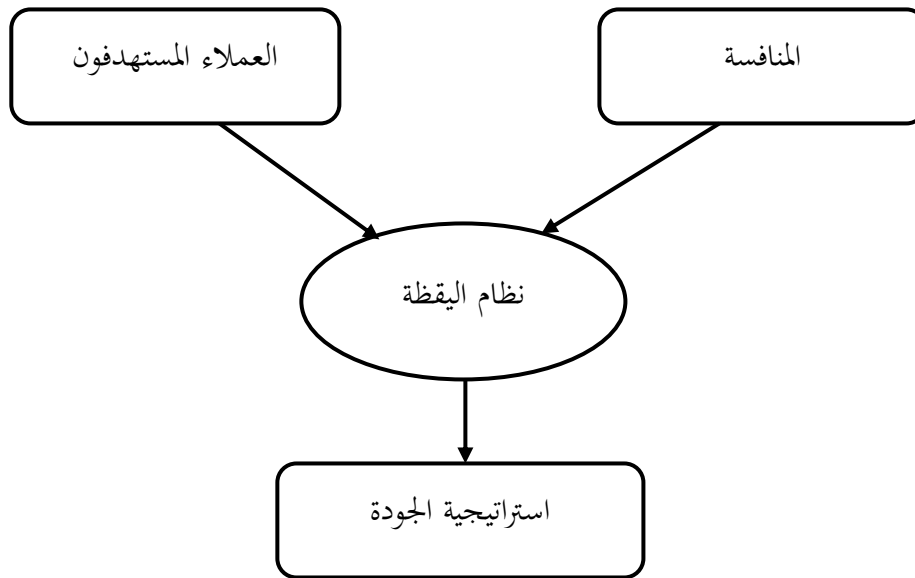 المنافسة
العملاء المستهدفون
نظام اليقظة
استراتيجية الجودة